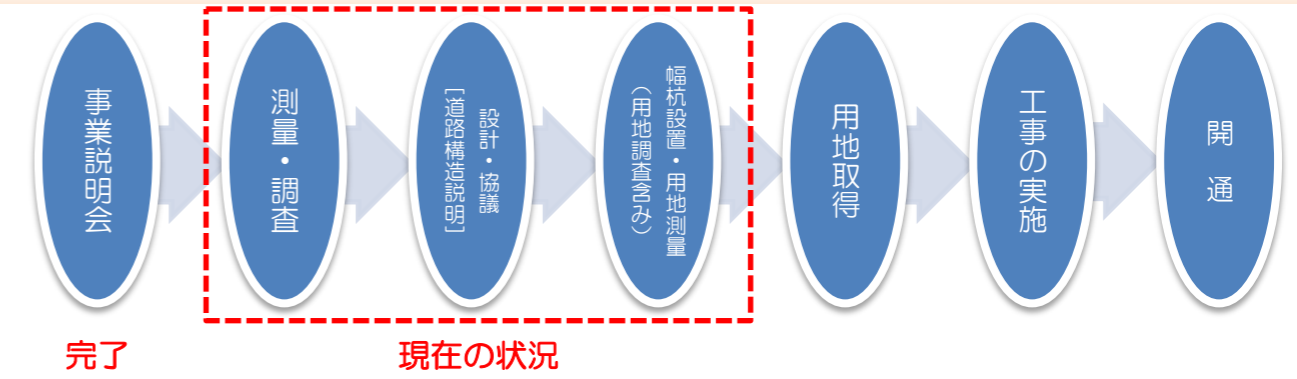 事業説明会
測量・調査
設計・協議
［道路構造説明］
幅杭設置・用地測量
（用地調査含み）
用地取得
工事の実施
開　通
完了
現在の状況